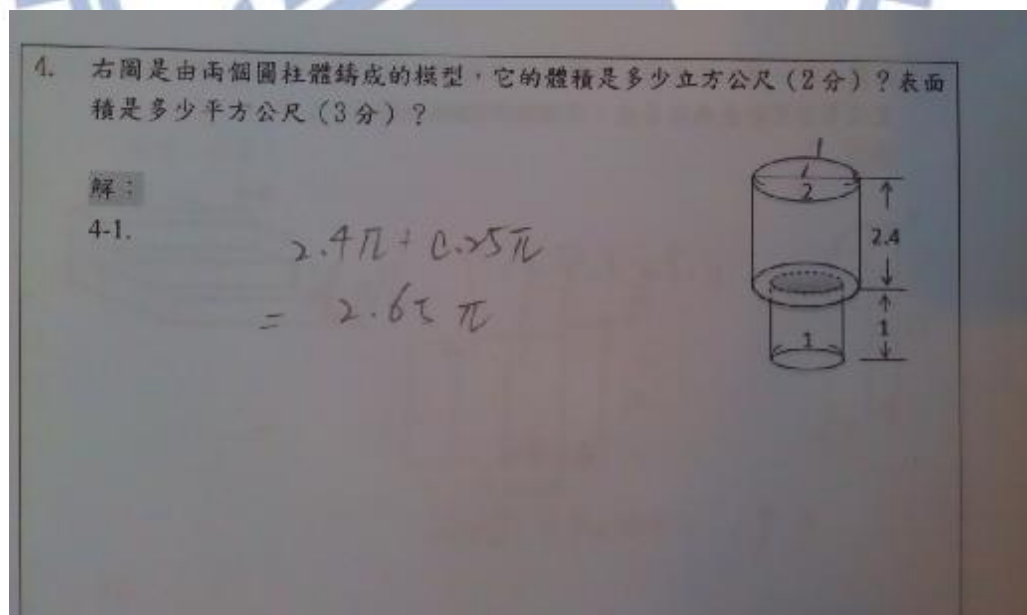 4. 右圖是由兩個圓柱體鑄成的模型，它的體積是多少立方公尺（2分）？表面
積是多少平方公尺（3分）？
1
1
2
2.4
1
1
解：
4-1.
2.4π + 0.25π
= 2.65 π